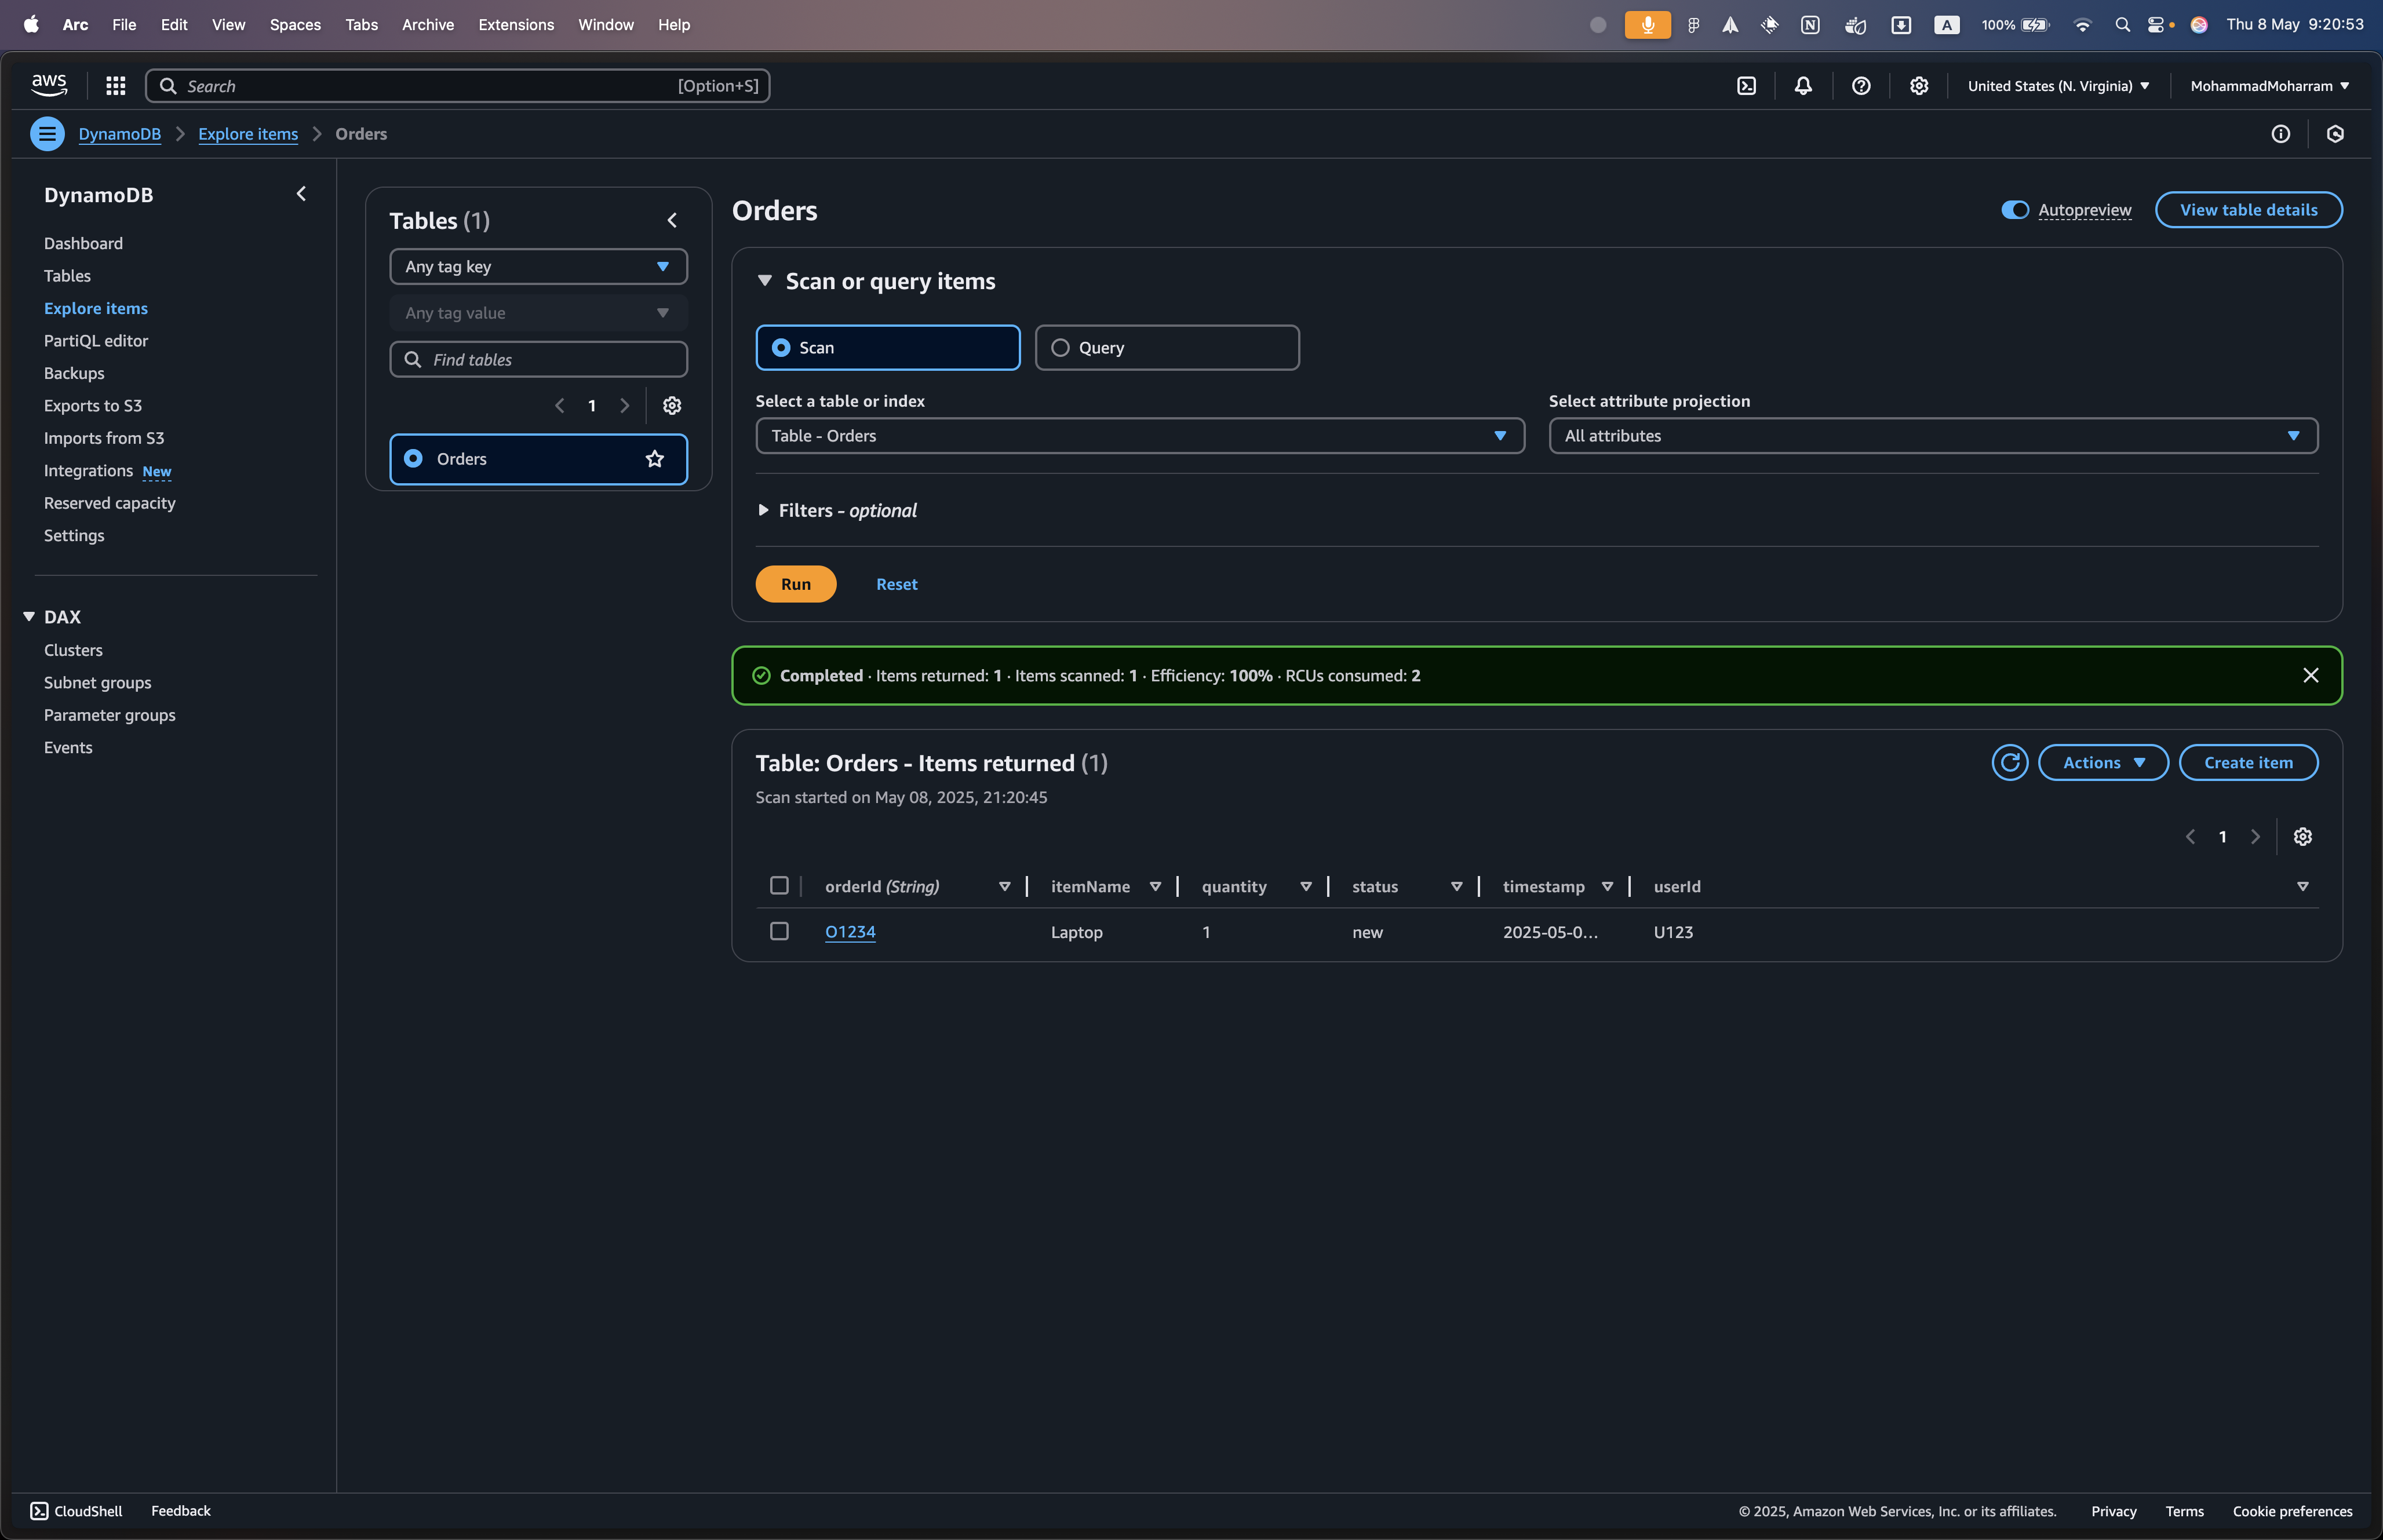 Arc File Edit View Spaces Tabs Archive Extensions Window Help
A 100% Thu 8 May 9:20:53
aws Search [Option+S] United States (N. Virginia) MohammadMoharram
DynamoDB Explore items Orders
DynamoDB
Dashboard
Tables
Explore items
PartiQL editor
Backups
Exports to S3
Imports from S3
Integrations New
Reserved capacity
Settings
DAX
Clusters
Subnet groups
Parameter groups
Events
Tables (1)
Any tag key
Any tag value
Find tables
1
Orders
Orders
Autopreview View table details
Scan or query items
Scan Query
Select a table or index Select attribute projection
Table - Orders All attributes
Filters - optional
Run Reset
Completed · Items returned: 1 · Items scanned: 1 · Efficiency: 100% · RCUs consumed: 2
Table: Orders - Items returned (1)
Actions Create item
Scan started on May 08, 2025, 21:20:45
1
orderId (String) itemName quantity status timestamp userId
O1234 Laptop 1 new 2025-05-0... U123
CloudShell Feedback © 2025, Amazon Web Services, Inc. or its affiliates. Privacy Terms Cookie preferences